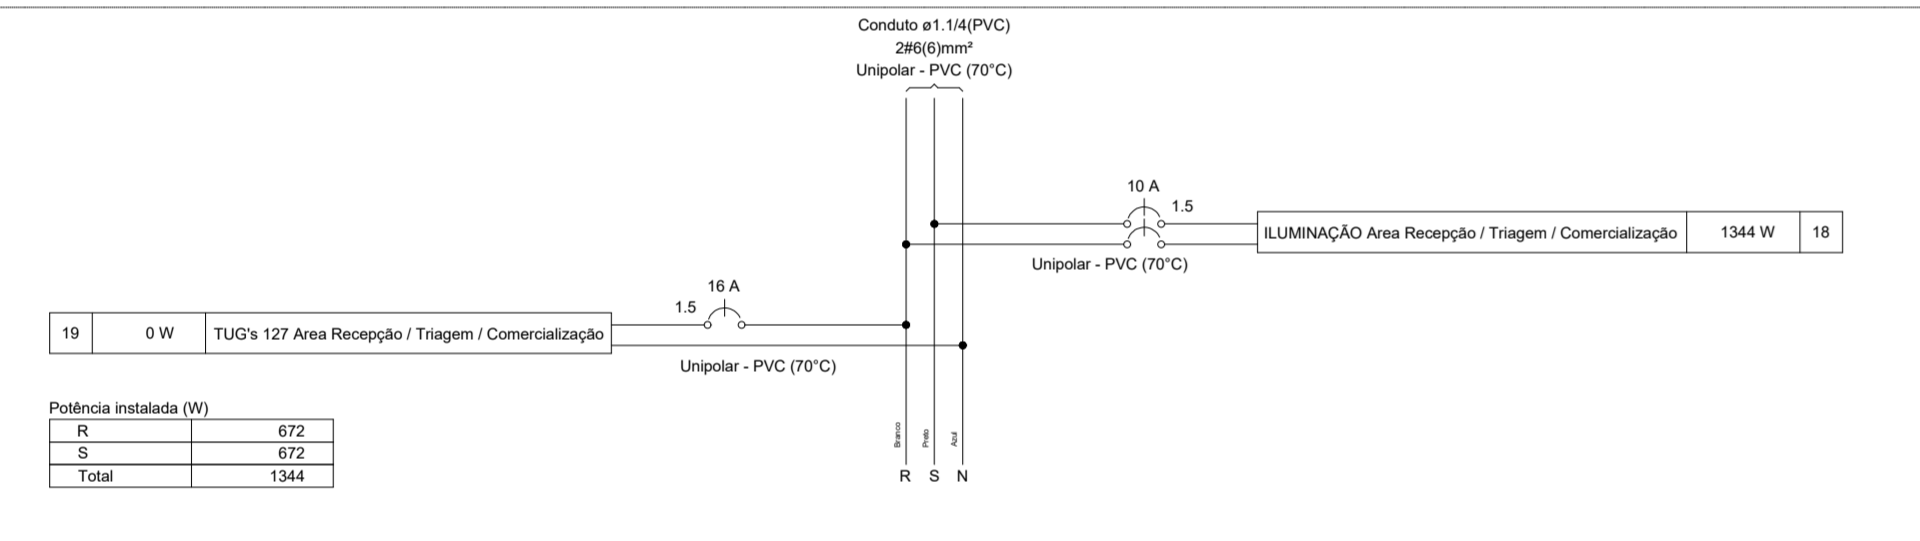 Conduto ø1.1/4(PVC)
2#6(6)mm²
Unipolar - PVC (70°C)
10 A
1.5
ILUMINAÇÃO Area Recepção / Triagem / Comercialização 1344 W 18
Unipolar - PVC (70°C)
16 A
1.5
19 0 W TUG's 127 Area Recepção / Triagem / Comercialização
Unipolar - PVC (70°C)
Potência instalada (W)
R 672
S 672
Total 1344
Branco
Preto
Azul
R S N